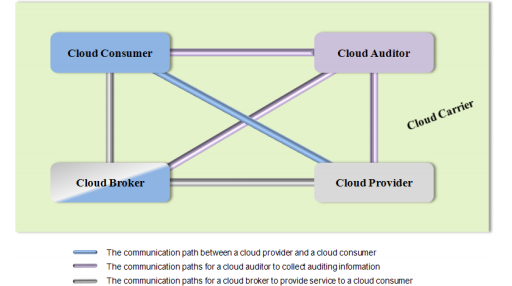 Cloud Consumer
Cloud Auditor
Cloud Carrier
Cloud Broker
Cloud Provider
The communication path between a cloud provider and a cloud consumer
The communication paths for a cloud auditor to collect auditing information
The communication paths for a cloud broker to provide service to a cloud consumer